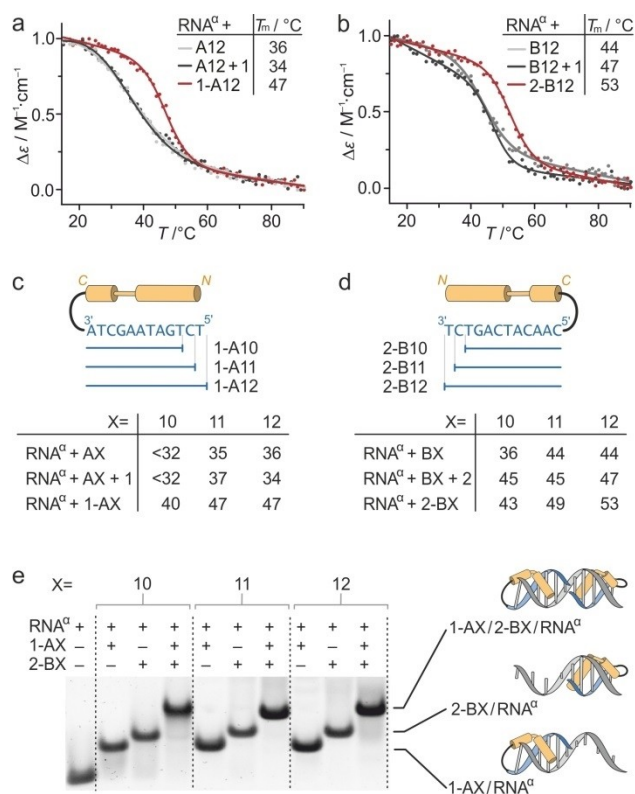 a
RNAα + Tm / °C
A12 36
A12 + 1 34
1-A12 47
1.0
0.5
0.0
Δε / M⁻¹·cm⁻¹
20 40 60 80
T /°C
b
RNAα + Tm / °C
B12 44
B12 + 1 47
2-B12 53
1.0
0.5
0.0
Δε / M⁻¹·cm⁻¹
20 40 60 80
T /°C
c
C N
3' ATCGAATAGTCT 5'
1-A10
1-A11
1-A12
X= 10 11 12
RNAα + AX <32 35 36
RNAα + AX + 1 <32 37 34
RNAα + 1-AX 40 47 47
d
N C
3' TCTGACTACAAC 5'
2-B10
2-B11
2-B12
X= 10 11 12
RNAα + BX 36 44 44
RNAα + BX + 2 45 45 47
RNAα + 2-BX 43 49 53
e
X= 10 11 12
RNAα + + + + + + + + + +
1-AX – + – + + – + + – +
2-BX – – + + – + + – + +
1-AX/2-BX/RNAα
2-BX/RNAα
1-AX/RNAα